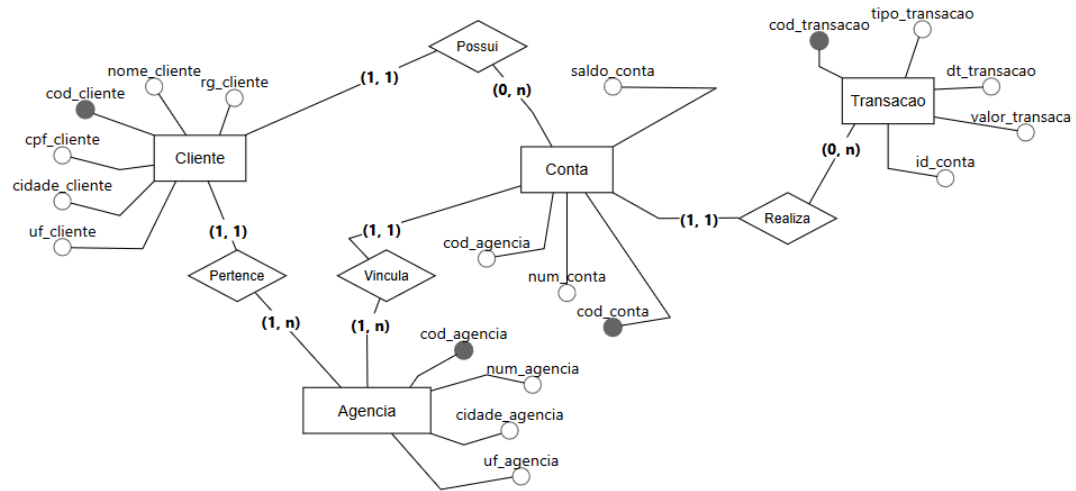 cod_transacao
tipo_transacao
Possui
dt_transacao
nome_cliente
saldo_conta
(1, 1)
rg_cliente
cod_cliente
(0, n)
Transacao
valor_transaca
cpf_cliente
Cliente
(0, n)
Conta
id_conta
cidade_cliente
uf_cliente
(1, 1)
(1, 1)
(1, 1)
Realiza
cod_agencia
Pertence
Vincula
num_conta
cod_conta
(1, n)
(1, n)
cod_agencia
num_agencia
Agencia
cidade_agencia
uf_agencia